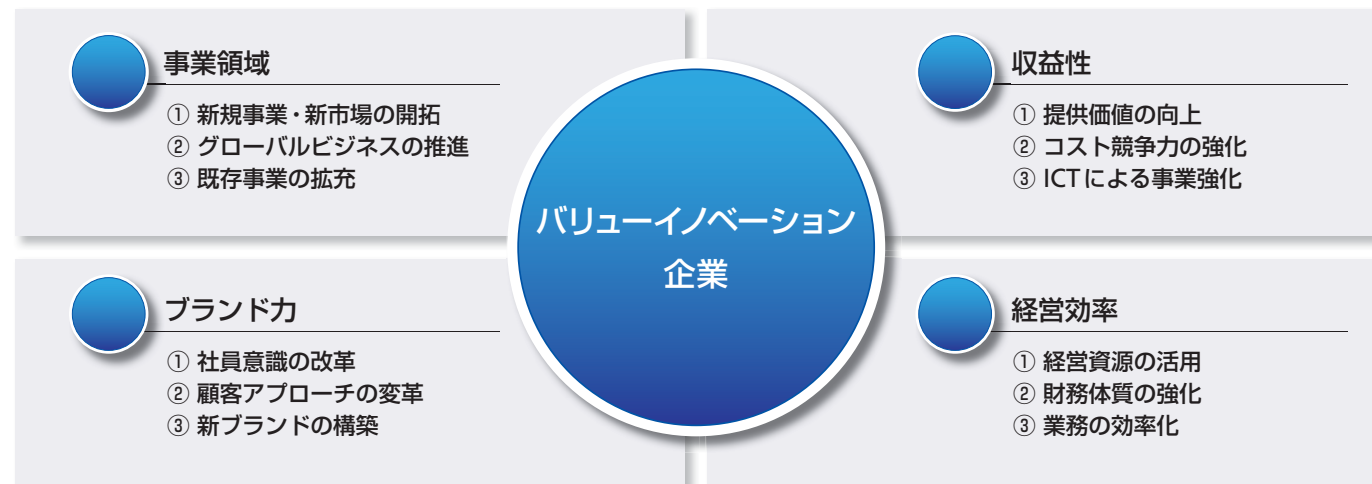 事業領域
① 新規事業・新市場の開拓
② グローバルビジネスの推進
③ 既存事業の拡充
収益性
① 提供価値の向上
② コスト競争力の強化
③ ICTによる事業強化
バリューイノベーション
企業
ブランド力
① 社員意識の改革
② 顧客アプローチの変革
③ 新ブランドの構築
経営効率
① 経営資源の活用
② 財務体質の強化
③ 業務の効率化